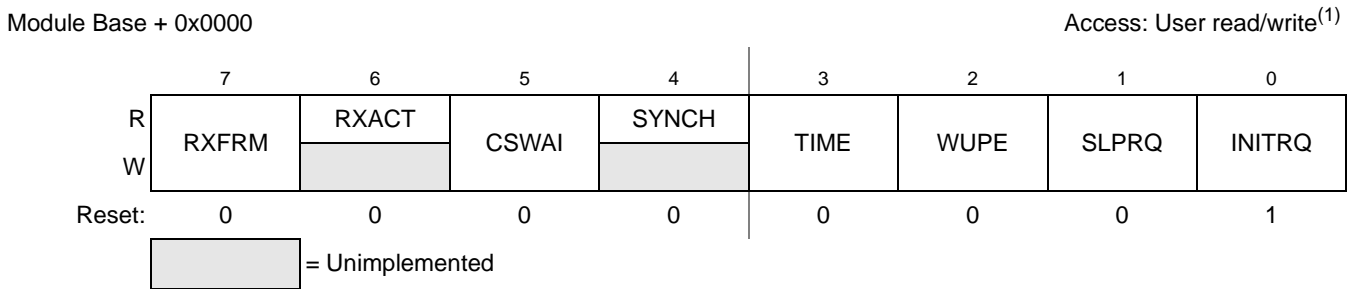 Module Base + 0x0000 Access: User read/write(1)
7 6 5 4 3 2 1 0
R RXFRM RXACT CSWAI SYNCH TIME WUPE SLPRQ INITRQ
W
Reset: 0 0 0 0 0 0 0 1
= Unimplemented